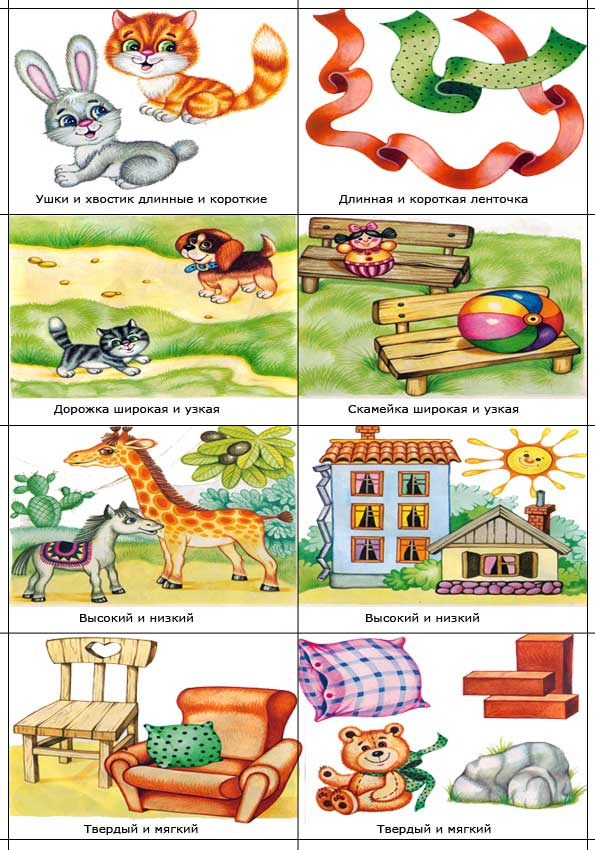 Ушки и хвостик длинные и короткие
Длинная и короткая ленточка
Дорожка широкая и узкая
Скамейка широкая и узкая
Высокий и низкий
Высокий и низкий
Твердый и мягкий
Твердый и мягкий